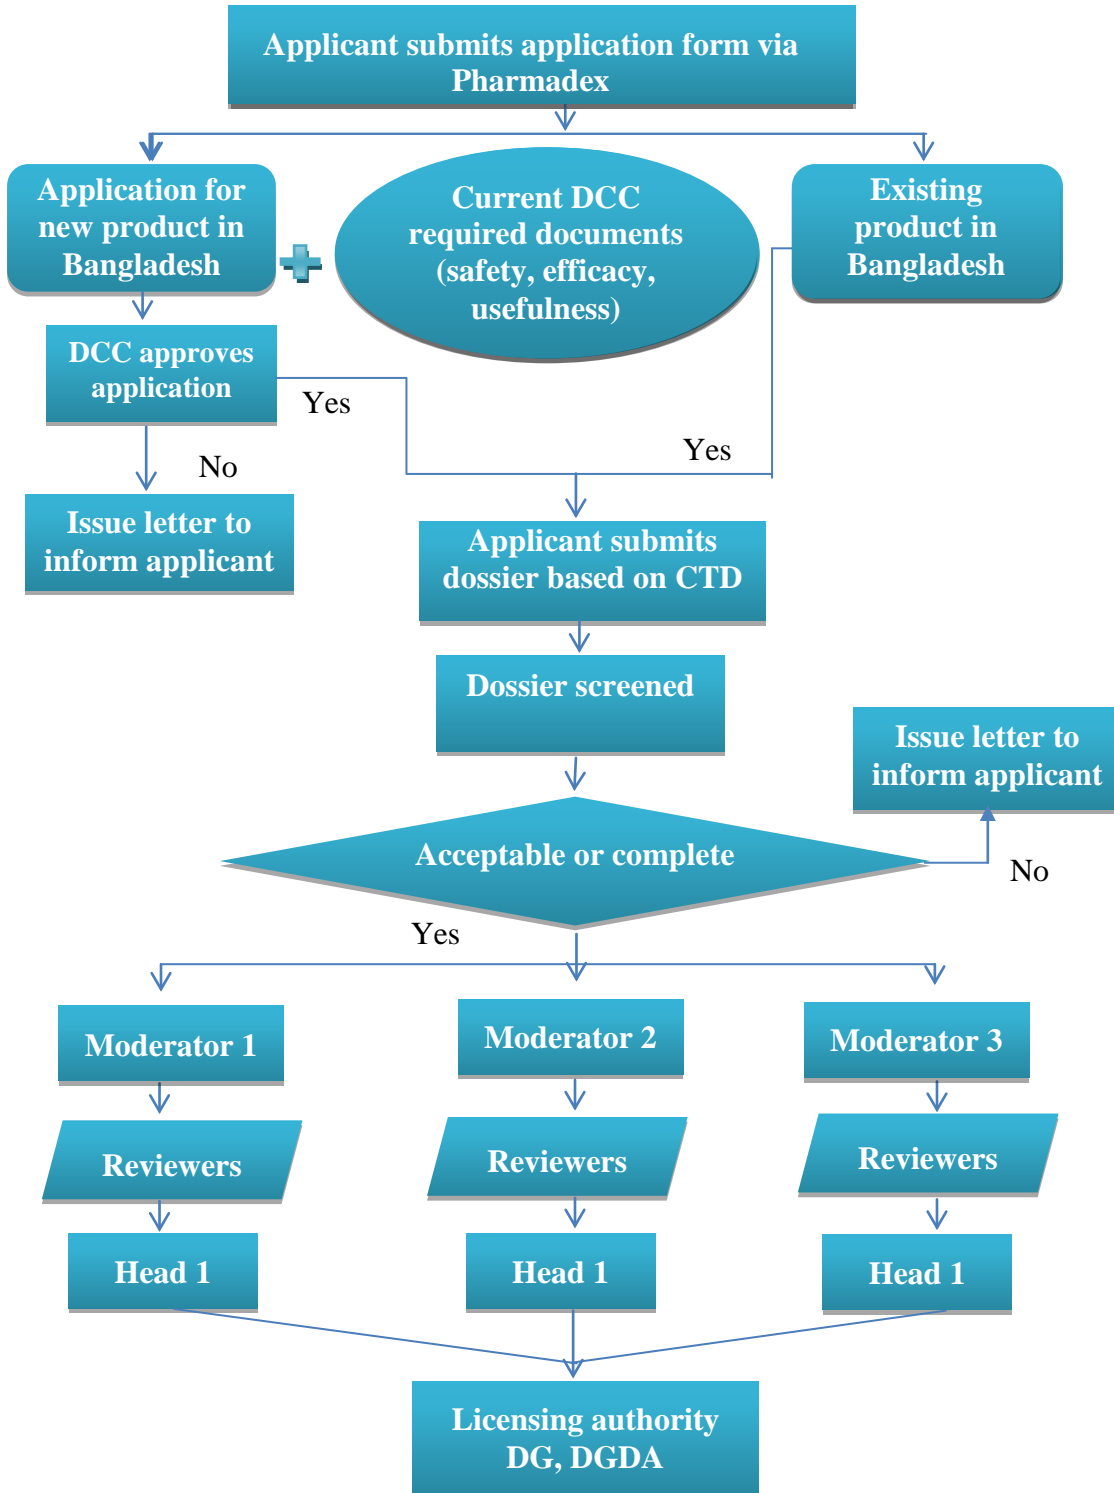 Applicant submits application form via
Pharmadex
Application for
new product in
Bangladesh
Current DCC
required documents
(safety, efficacy,
usefulness)
Existing
product in
Bangladesh
DCC approves
application
Yes
Yes
No
Issue letter to
inform applicant
Applicant submits
dossier based on CTD
Dossier screened
Issue letter to
inform applicant
Acceptable or complete
No
Yes
Moderator 1
Moderator 2
Moderator 3
Reviewers
Reviewers
Reviewers
Head 1
Head 1
Head 1
Licensing authority
DG, DGDA